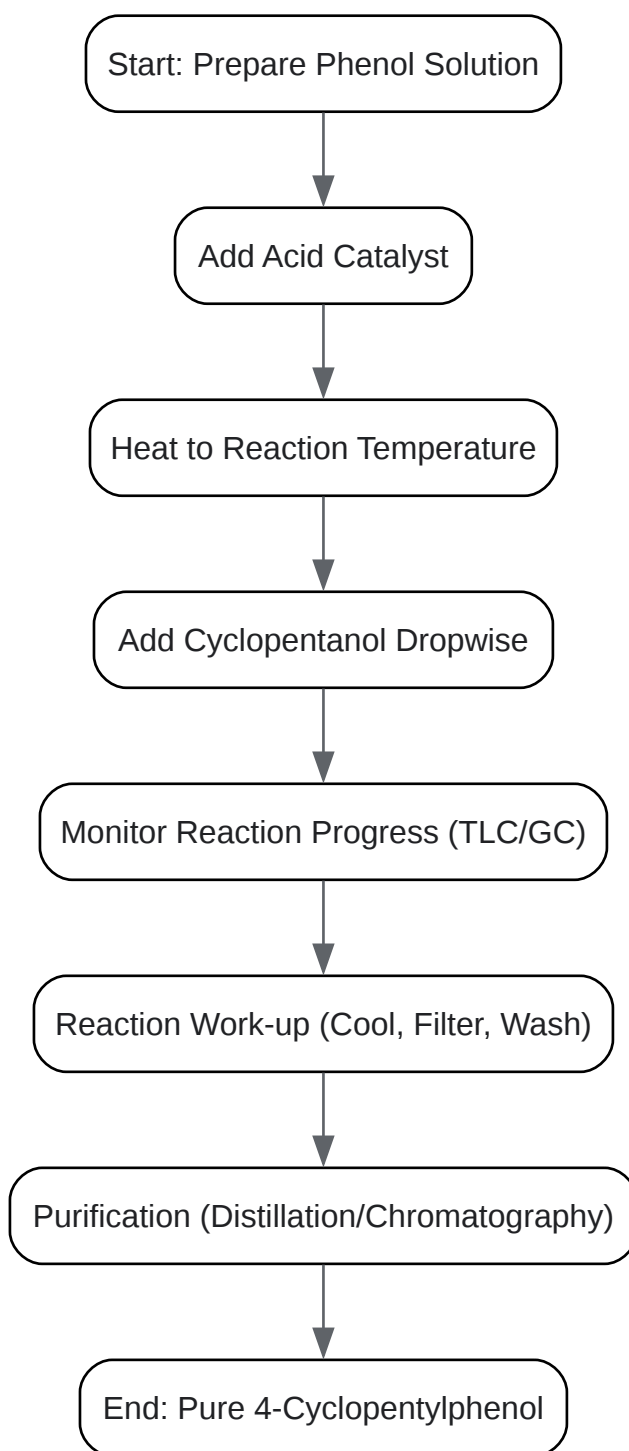 Start: Prepare Phenol Solution
Add Acid Catalyst
Heat to Reaction Temperature
Add Cyclopentanol Dropwise
Monitor Reaction Progress (TLC/GC)
Reaction Work-up (Cool, Filter, Wash)
Purification (Distillation/Chromatography)
End: Pure 4-Cyclopentylphenol